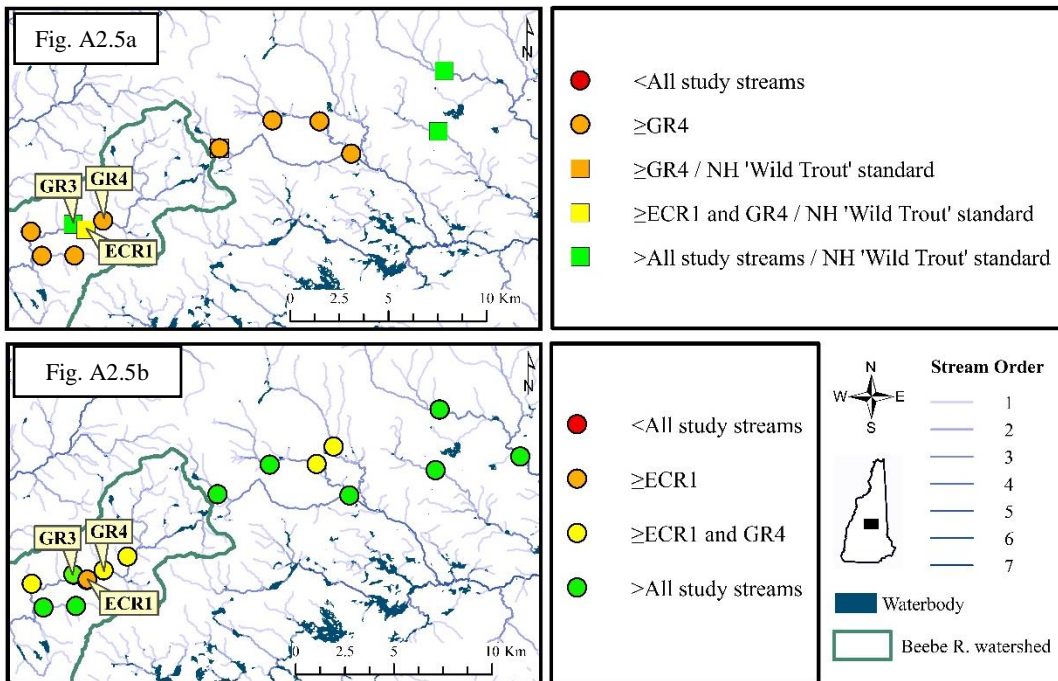 Fig. A2.5a
N
GR3
GR4
ECR1
0 2.5 5 10 Km
<All study streams
≥GR4
≥GR4 / NH 'Wild Trout' standard
≥ECR1 and GR4 / NH 'Wild Trout' standard
>All study streams / NH 'Wild Trout' standard
Fig. A2.5b
N
GR3
GR4
ECR1
0 2.5 5 10 Km
<All study streams
≥ECR1
≥ECR1 and GR4
>All study streams
N
W E
S
Stream Order
1
2
3
4
5
6
7
Waterbody
Beebe R. watershed